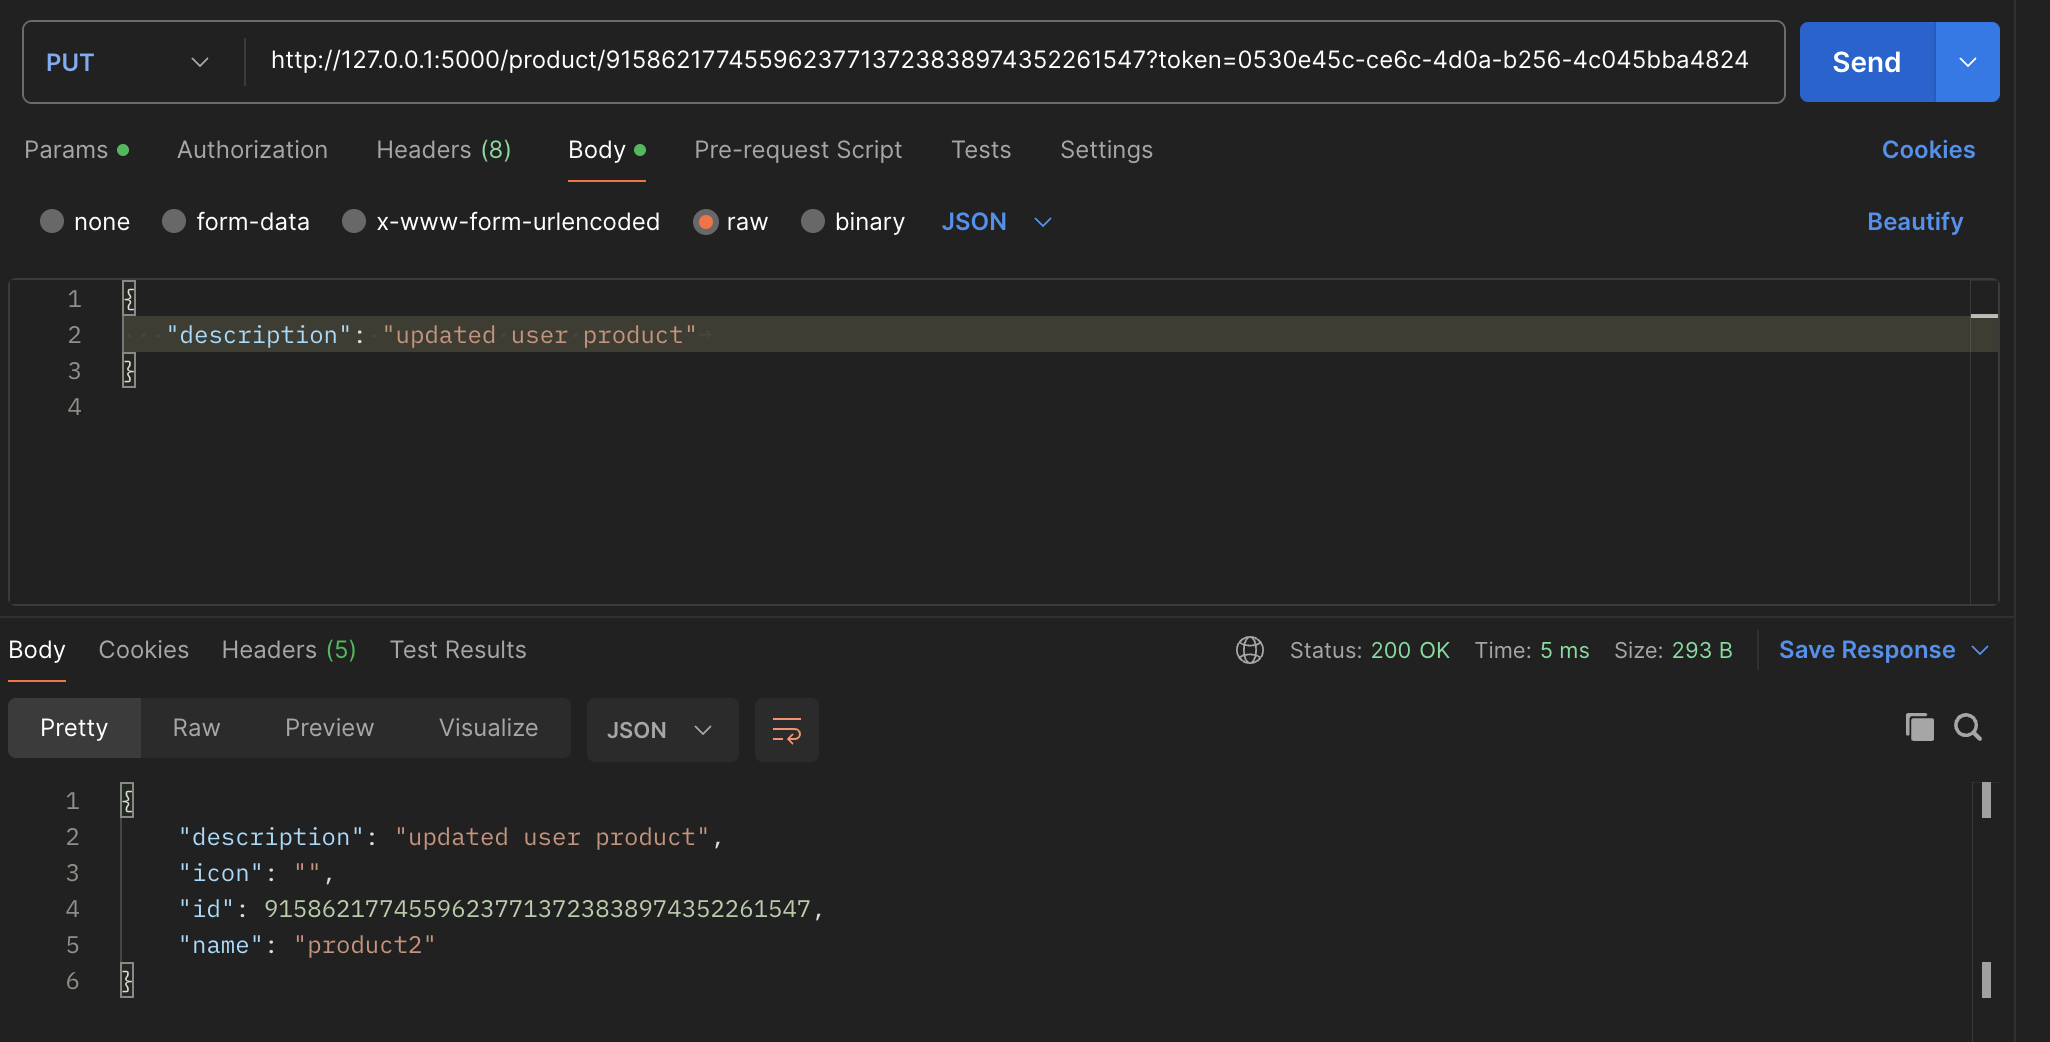 PUT
http://127.0.0.1:5000/product/91586217745596237713723838974352261547?token=0530e45c-ce6c-4d0a-b256-4c045bba4824
Send
Params Authorization Headers (8) Body Pre-request Script Tests Settings Cookies
none form-data x-www-form-urlencoded raw binary JSON Beautify
1 {
2 "description": "updated user product"
3 }
4
Body Cookies Headers (5) Test Results Status: 200 OK Time: 5 ms Size: 293 B Save Response
Pretty Raw Preview Visualize JSON
1 {
2 "description": "updated user product",
3 "icon": "",
4 "id": 91586217745596237713723838974352261547,
5 "name": "product2"
6 }